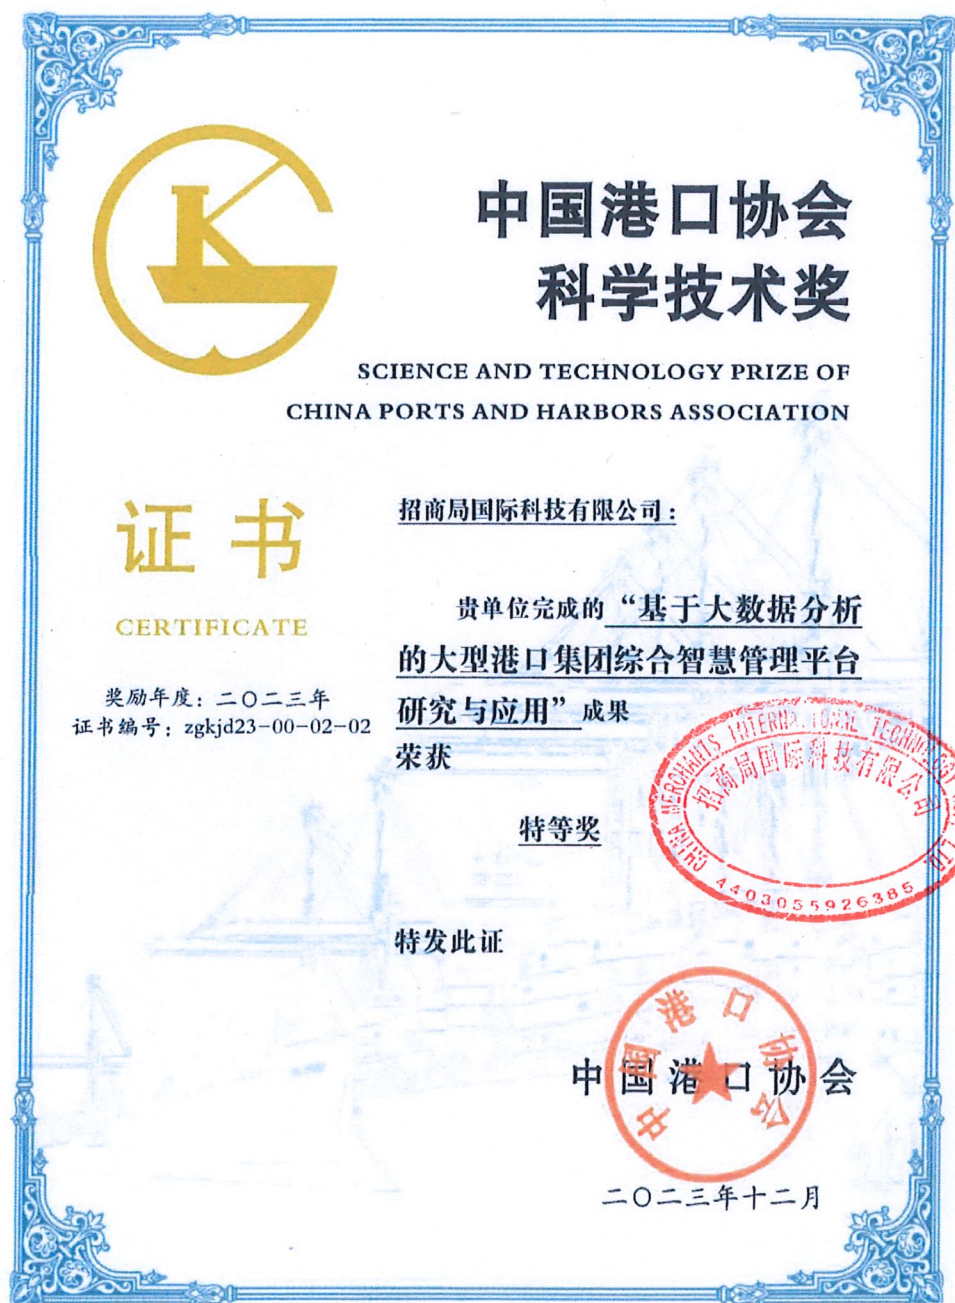 中国港口协会
科学技术奖
SCIENCE AND TECHNOLOGY PRIZE OF
CHINA PORTS AND HARBORS ASSOCIATION
证书
CERTIFICATE
奖励年度：二〇二三年
证书编号：zgkjd23-00-02-02
招商局国际科技有限公司：
贵单位完成的“基于大数据分析
的大型港口集团综合智慧管理平台
研究与应用”成果
荣获
特等奖
CHINA MERCHANTS INTERNATIONAL TECHNOLOGY LTD
招商局国际科技有限公司
4403055926385
特发此证
中国港口协会
中国港口协会
二〇二三年十二月